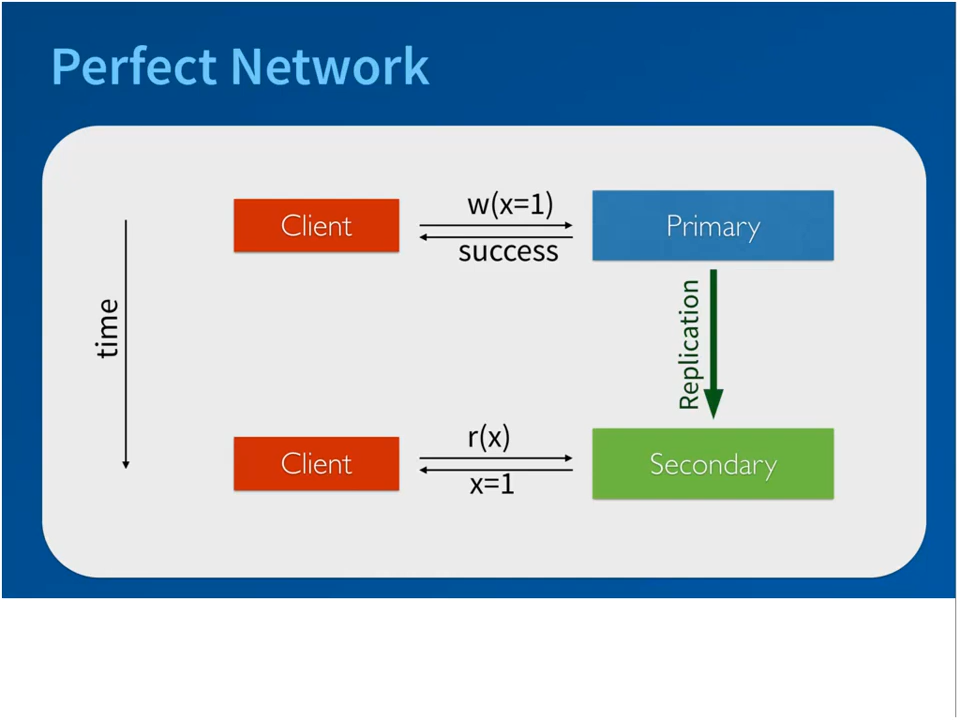 Perfect Network
Client
w(x=1)
success
Primary
time
Replication
Client
r(x)
x=1
Secondary